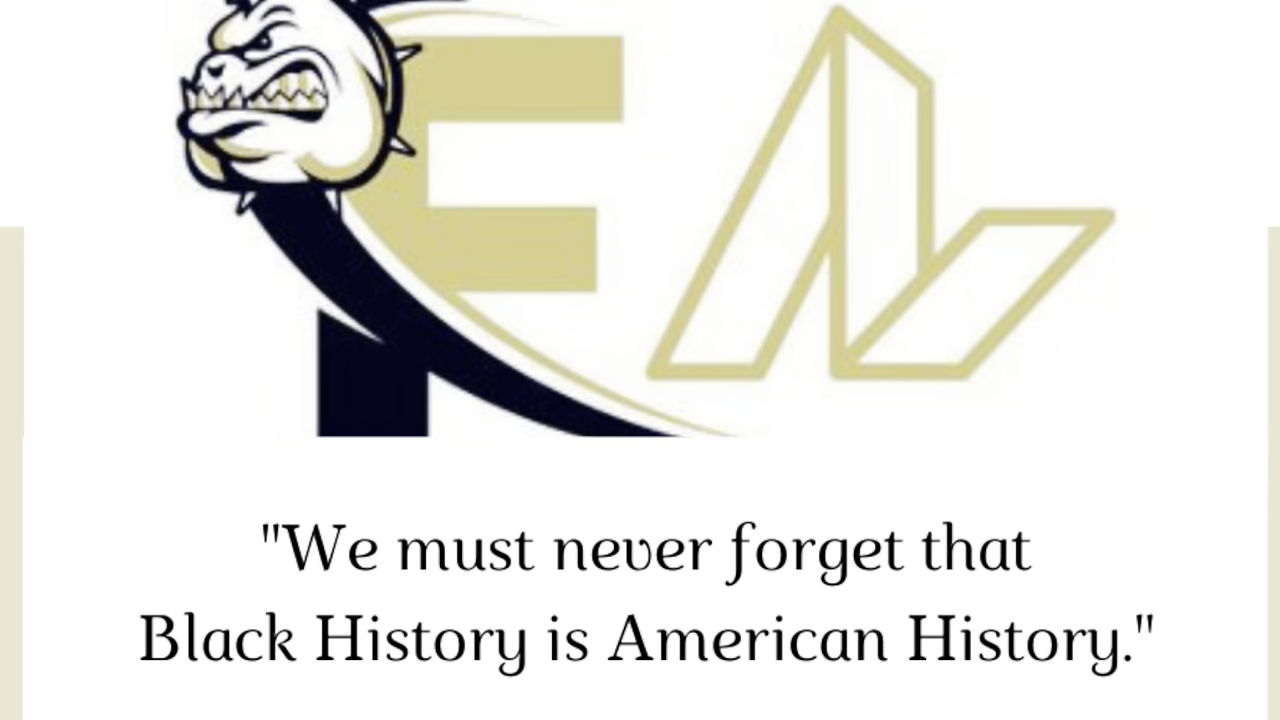 "We must never forget that
Black History is American History."